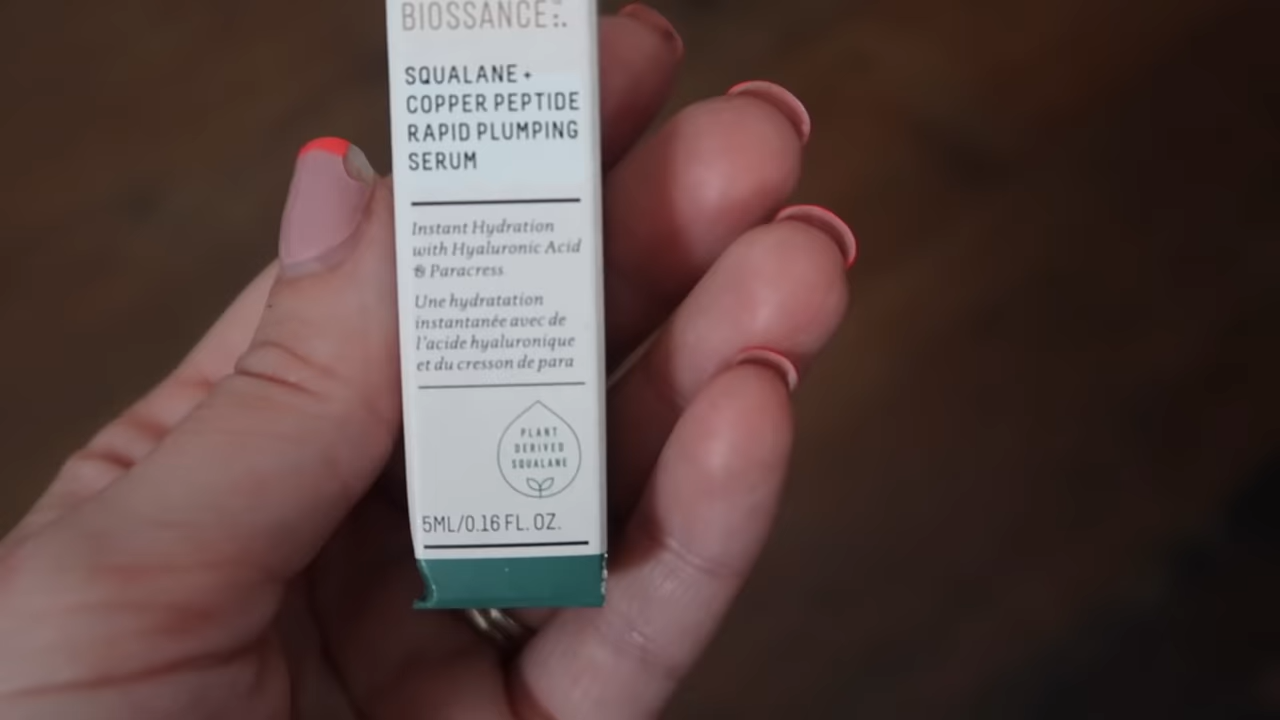 BIOSSANCE
SQUALANE +
COPPER PEPTIDE
RAPID PLUMPING
SERUM
Instant Hydration
with Hyaluronic Acid
& Paracress
Une hydratation
instantanée avec de
l'acide hyaluronique
et du cresson de para
PLANT
DERIVED
SQUALANE
5ML/0.16 FL. OZ.